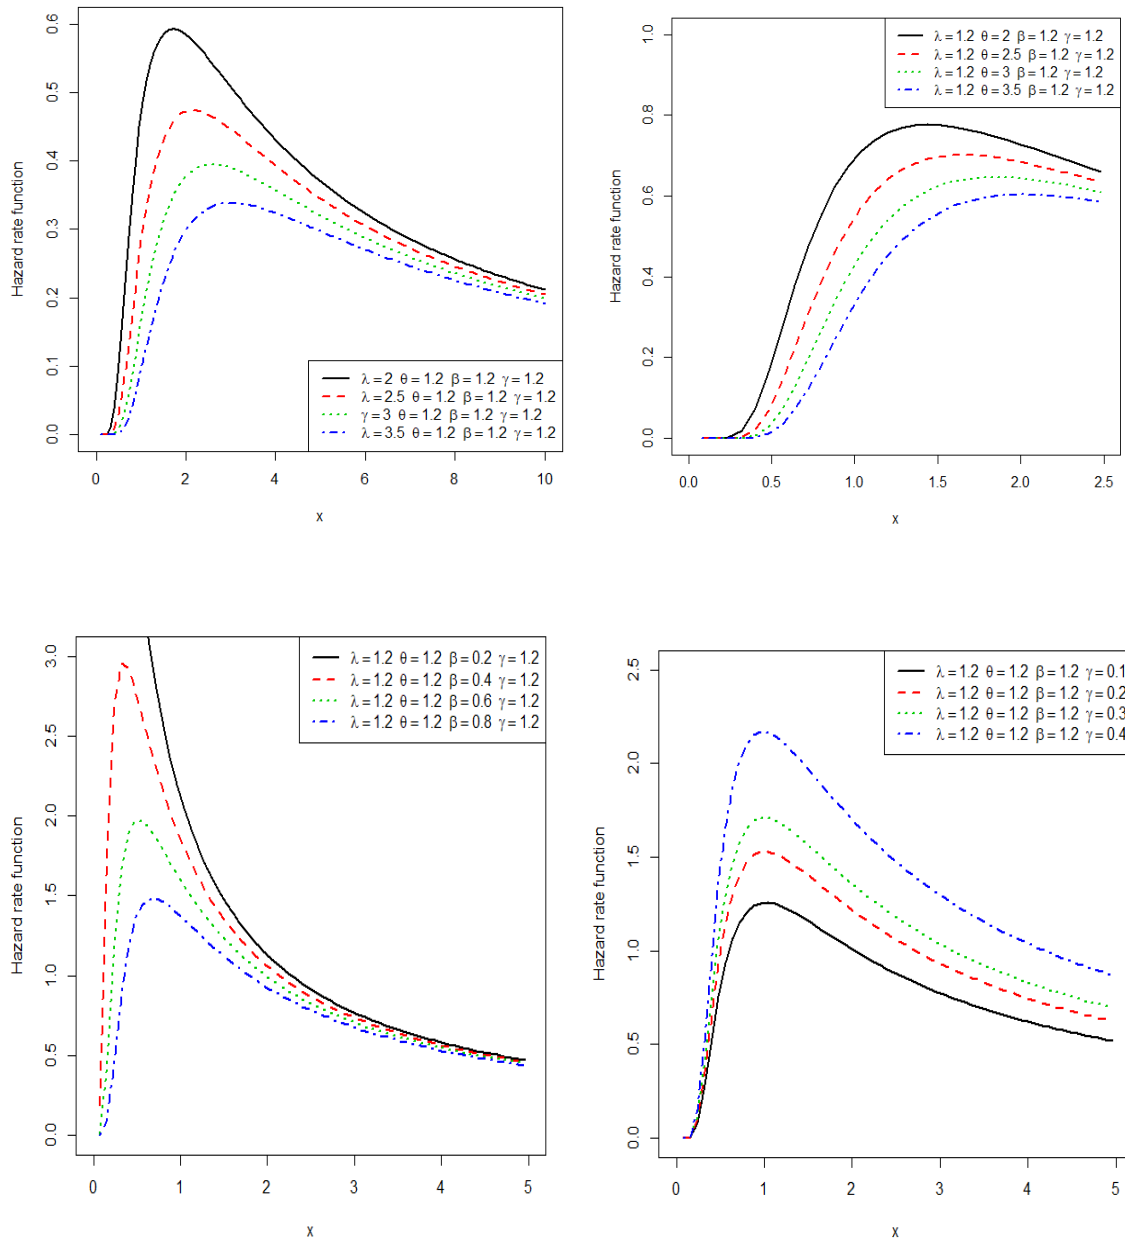 0.6
0.5
0.4
0.3
0.2
0.1
0.0
Hazard rate function
λ = 2 θ = 1.2 β = 1.2 γ = 1.2
λ = 2.5 θ = 1.2 β = 1.2 γ = 1.2
γ = 3 θ = 1.2 β = 1.2 γ = 1.2
λ = 3.5 θ = 1.2 β = 1.2 γ = 1.2
0 2 4 6 8 10
x
1.0
0.8
0.6
0.4
0.2
0.0
Hazard rate function
λ = 1.2 θ = 2 β = 1.2 γ = 1.2
λ = 1.2 θ = 2.5 β = 1.2 γ = 1.2
λ = 1.2 θ = 3 β = 1.2 γ = 1.2
λ = 1.2 θ = 3.5 β = 1.2 γ = 1.2
0.0 0.5 1.0 1.5 2.0 2.5
x
3.0
2.5
2.0
1.5
1.0
0.5
0.0
Hazard rate function
λ = 1.2 θ = 1.2 β = 0.2 γ = 1.2
λ = 1.2 θ = 1.2 β = 0.4 γ = 1.2
λ = 1.2 θ = 1.2 β = 0.6 γ = 1.2
λ = 1.2 θ = 1.2 β = 0.8 γ = 1.2
0 1 2 3 4 5
x
2.5
2.0
1.5
1.0
0.5
0.0
Hazard rate function
λ = 1.2 θ = 1.2 β = 1.2 γ = 0.1
λ = 1.2 θ = 1.2 β = 1.2 γ = 0.2
λ = 1.2 θ = 1.2 β = 1.2 γ = 0.3
λ = 1.2 θ = 1.2 β = 1.2 γ = 0.4
0 1 2 3 4 5
x